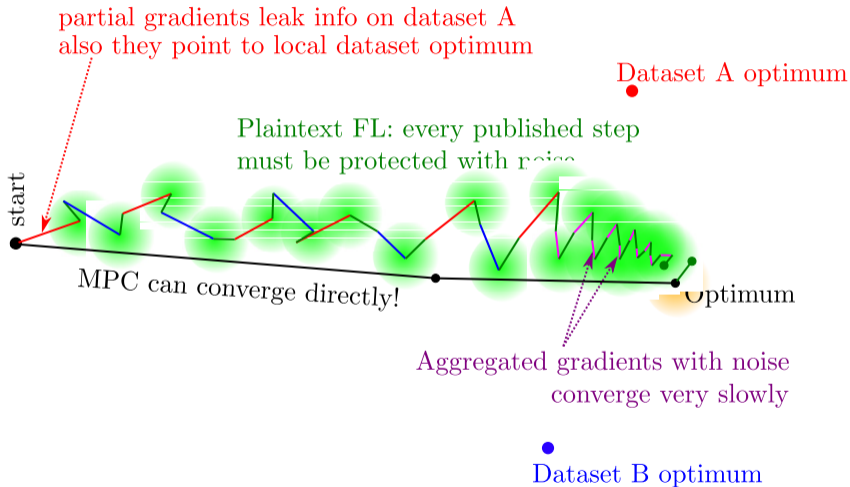 partial gradients leak info on dataset A
also they point to local dataset optimum
Dataset A optimum
Plaintext FL: every published step
must be protected with noise
start
MPC can converge directly!
Optimum
Aggregated gradients with noise
converge very slowly
Dataset B optimum